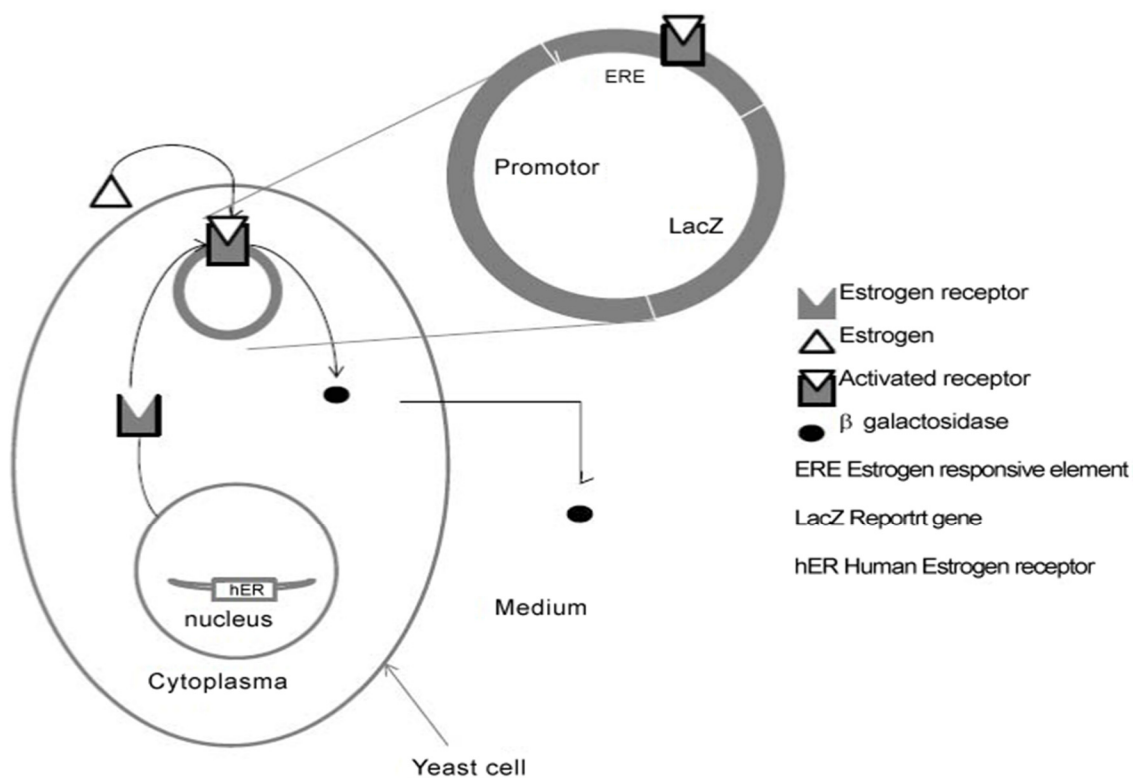 ERE
Promotor
LacZ
Estrogen receptor
Estrogen
Activated receptor
β galactosidase
ERE Estrogen responsive element
LacZ Reportrt gene
hER Human Estrogen receptor
hER
nucleus
Medium
Cytoplasma
Yeast cell